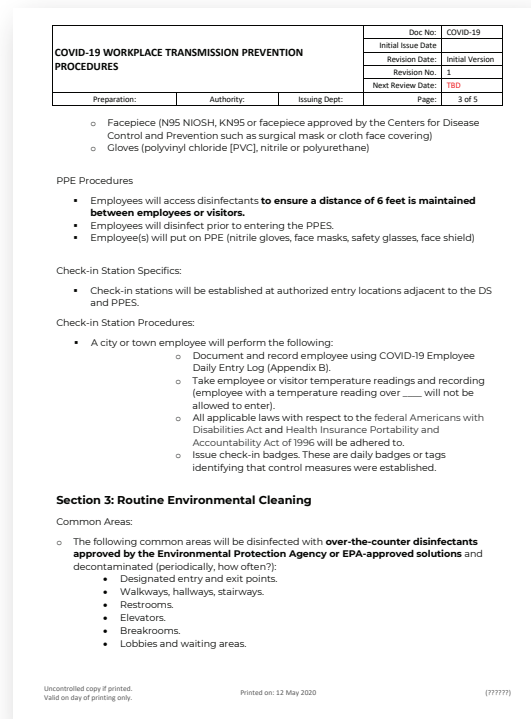 COVID-19 WORKPLACE TRANSMISSION PREVENTION
PROCEDURES
Doc No: COVID-19
Initial Issue Date
Revision Date: Initial Version
Revision No. 1
Next Review Date: TBD
Preparation: Authority: Issuing Dept: Page: 3 of 5
o Facepiece (N95 NIOSH, KN95 or facepiece approved by the Centers for Disease
Control and Prevention such as surgical mask or cloth face covering)
o Gloves (polyvinyl chloride [PVC], nitrile or polyurethane)
PPE Procedures
▪ Employees will access disinfectants to ensure a distance of 6 feet is maintained
between employees or visitors.
▪ Employees will disinfect prior to entering the PPES.
▪ Employee(s) will put on PPE (nitrile gloves, face masks, safety glasses, face shield)
Check-in Station Specifics:
▪ Check-in stations will be established at authorized entry locations adjacent to the DS
and PPES.
Check-in Station Procedures:
▪ A city or town employee will perform the following:
o Document and record employee using COVID-19 Employee
Daily Entry Log (Appendix B).
o Take employee or visitor temperature readings and recording
(employee with a temperature reading over ____ will not be
allowed to enter).
o All applicable laws with respect to the federal Americans with
Disabilities Act and Health Insurance Portability and
Accountability Act of 1996 will be adhered to.
o Issue check-in badges. These are daily badges or tags
identifying that control measures were established.
Section 3: Routine Environmental Cleaning
Common Areas:
o The following common areas will be disinfected with over-the-counter disinfectants
approved by the Environmental Protection Agency or EPA-approved solutions and
decontaminated (periodically, how often?):
• Designated entry and exit points.
• Walkways, hallways, stairways.
• Restrooms.
• Elevators.
• Breakrooms.
• Lobbies and waiting areas.
Uncontrolled copy if printed.
Valid on day of printing only.
Printed on: 12 May 2020
(??????)